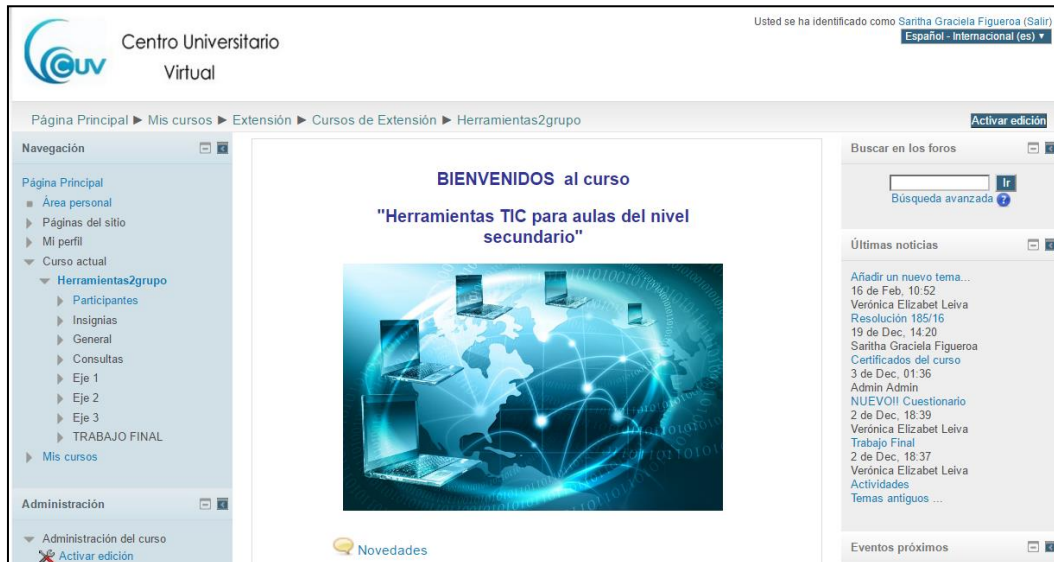 Usted se ha identificado como Saritha Graciela Figueroa (Salir)
Español - Internacional (es)
CUV
Centro Universitario
Virtual
Página Principal ► Mis cursos ► Extensión ► Cursos de Extensión ► Herramientas2grupo
Activar edición
Navegación
Página Principal
Área personal
Páginas del sitio
Mi perfil
Curso actual
Herramientas2grupo
Participantes
Insignias
General
Consultas
Eje 1
Eje 2
Eje 3
TRABAJO FINAL
Mis cursos
Administración
Administración del curso
Activar edición
BIENVENIDOS al curso
"Herramientas TIC para aulas del nivel
secundario"
Novedades
Buscar en los foros
Ir
Búsqueda avanzada
Últimas noticias
Añadir un nuevo tema...
16 de Feb, 10:52
Verónica Elizabet Leiva
Resolución 185/16
19 de Dec, 14:20
Saritha Graciela Figueroa
Certificados del curso
3 de Dec, 01:36
Admin Admin
NUEVO!! Cuestionario
2 de Dec, 18:39
Verónica Elizabet Leiva
Trabajo Final
2 de Dec, 18:37
Verónica Elizabet Leiva
Actividades
Temas antiguos ...
Eventos próximos